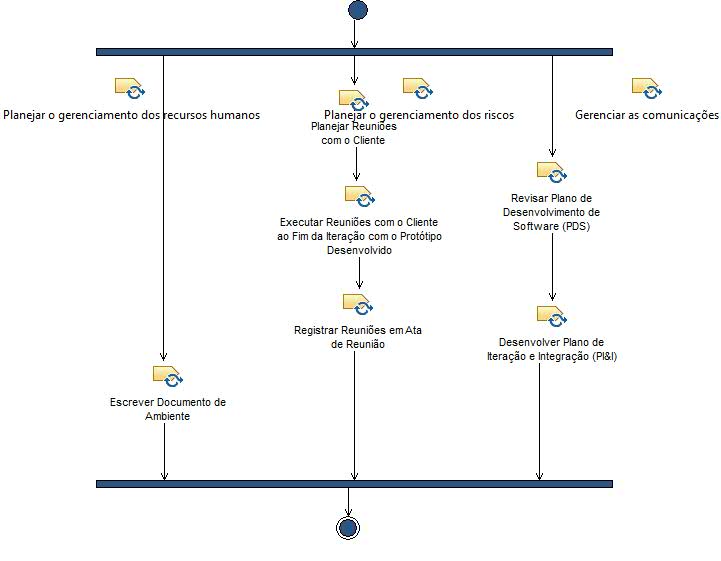 Planejar o gerenciamento dos recursos humanos
Planejar o gerenciamento dos riscos
Gerenciar as comunicações
Planejar Reuniões
com o Cliente
Executar Reuniões com o Cliente
ao Fim da Iteração com o Protótipo
Desenvolvido
Registrar Reuniões em Ata
de Reunião
Revisar Plano de
Desenvolvimento de
Software (PDS)
Desenvolver Plano de
Iteração e Integração (PI&I)
Escrever Documento de
Ambiente